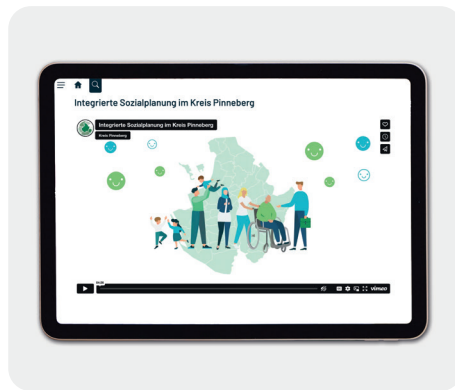 Integrierte Sozialplanung im Kreis Pinneberg
Integrierte Sozialplanung im Kreis Pinneberg
Kreis Pinneberg
vimeo